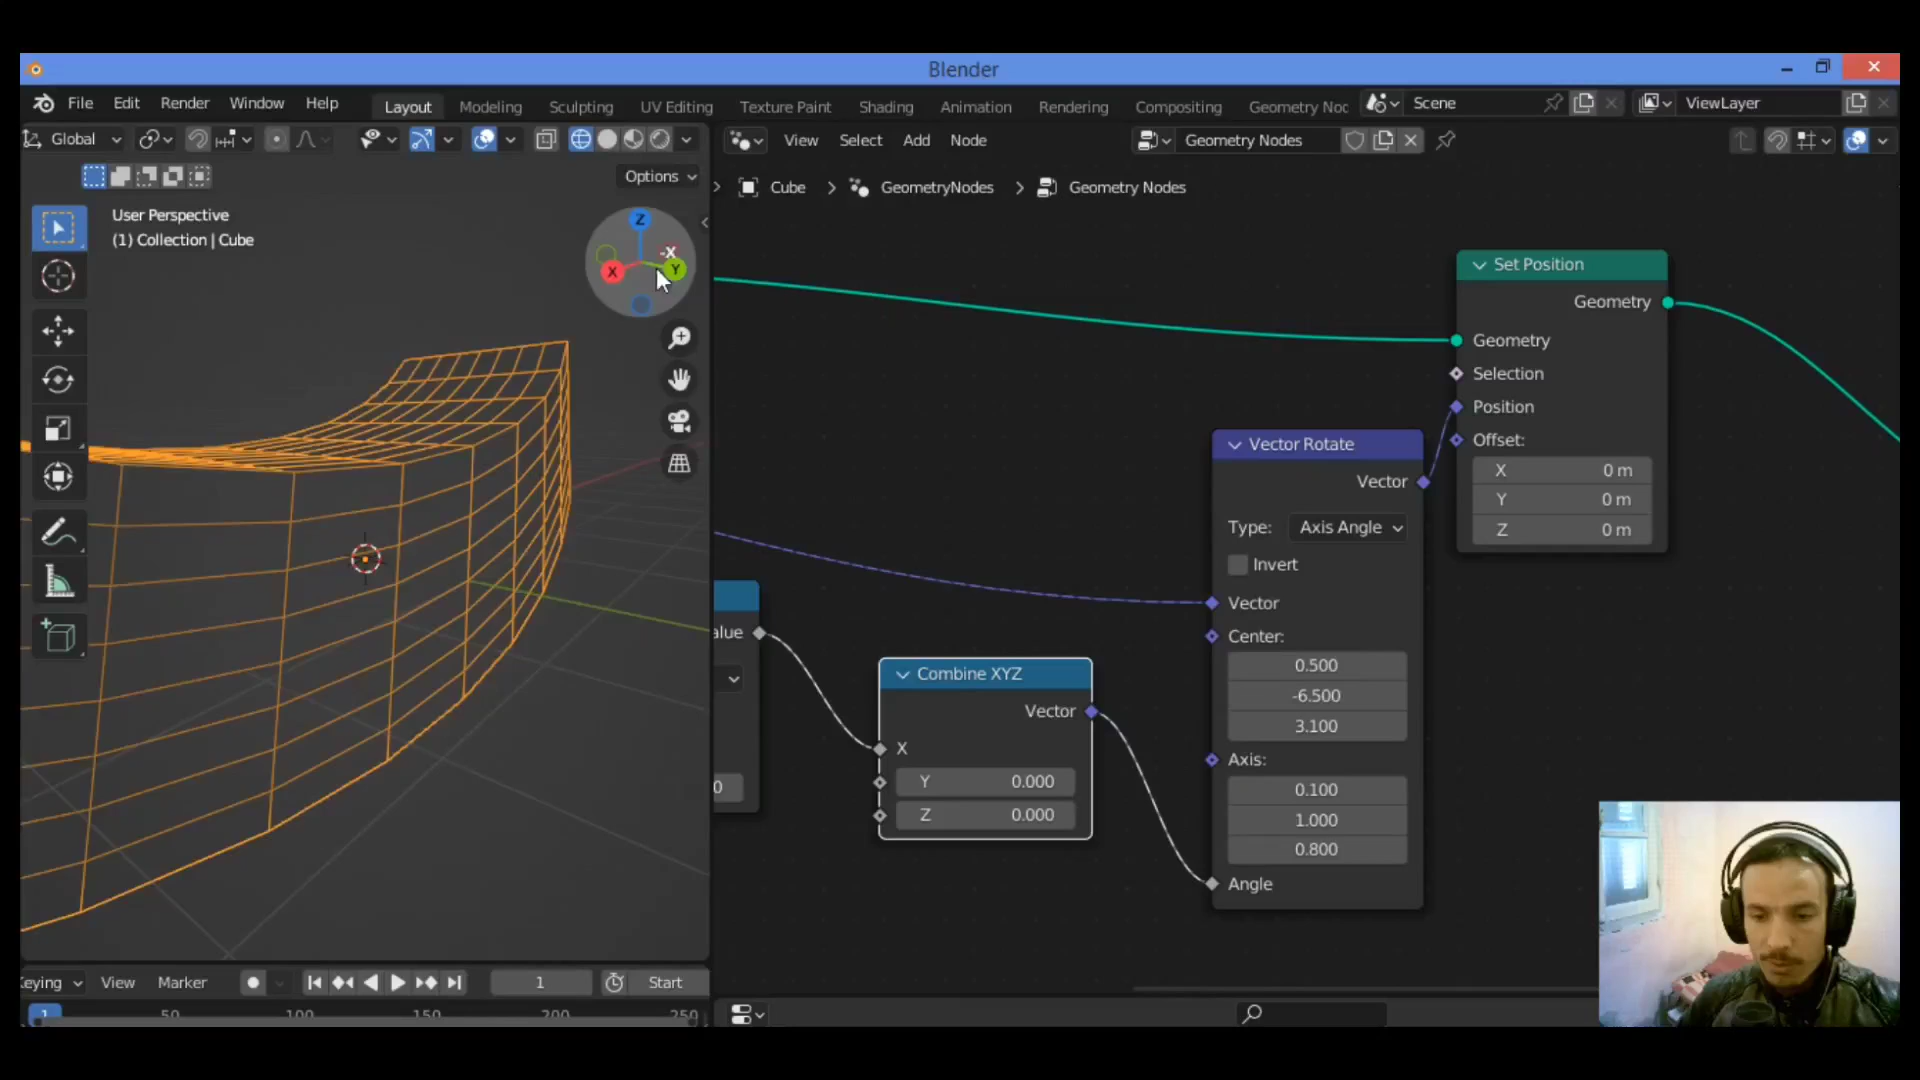 Blender
File Edit Render Window Help Layout Modeling Sculpting UV Editing Texture Paint Shading Animation Rendering Compositing Geometry Noc Scene ViewLayer
Global View Select Add Node Geometry Nodes
Options
Cube GeometryNodes Geometry Nodes
User Perspective
(1) Collection | Cube
Z
-X
X Y
Set Position
Geometry
Geometry
Selection
Position
Offset:
X 0 m
Y 0 m
Z 0 m
Vector Rotate
Vector
Type: Axis Angle
Invert
Vector
Center:
0.500
-6.500
3.100
Axis:
0.100
1.000
0.800
Angle
alue
0
Combine XYZ
Vector
X
Y 0.000
Z 0.000
Keying View Marker 1 Start
1 50 100 150 200 250